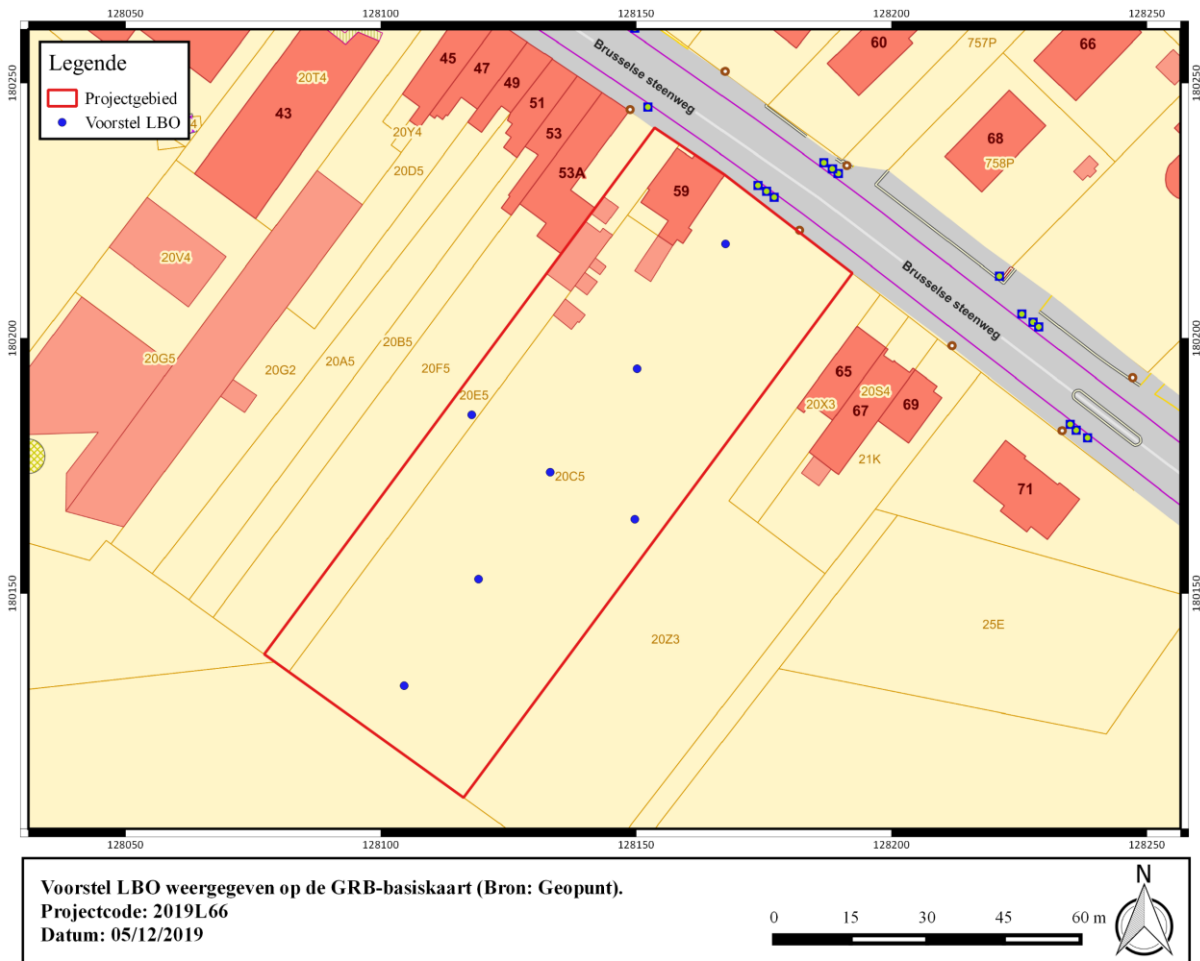 128050 128100 128150 128200 128250
180250
180200
180150
180250
180200
180150
Legende
Projectgebied
Voorstel LBO
Brusselse steenweg
Brusselse steenweg
45
47
49
51
53
53A
59
43
20T4
20Y4
20D5
20V4
20G5
20G2
20A5
20B5
20F5
20E5
20C5
60
757P
66
68
758P
65
20X3
20S4
67
69
21K
71
20Z3
25E
128050 128100 128150 128200 128250
Voorstel LBO weergegeven op de GRB-basiskaart (Bron: Geopunt).
Projectcode: 2019L66
Datum: 05/12/2019
0 15 30 45 60 m
N